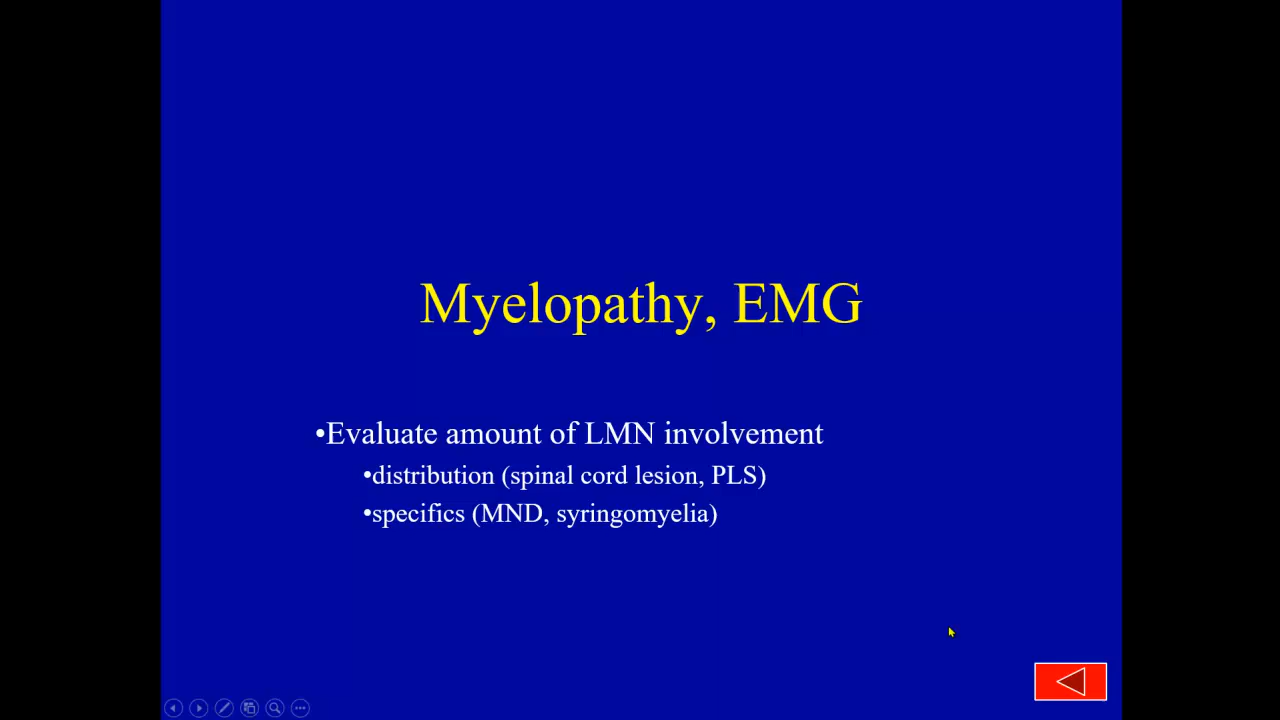 Myelopathy, EMG
•Evaluate amount of LMN involvement
•distribution (spinal cord lesion, PLS)
•specifics (MND, syringomyelia)